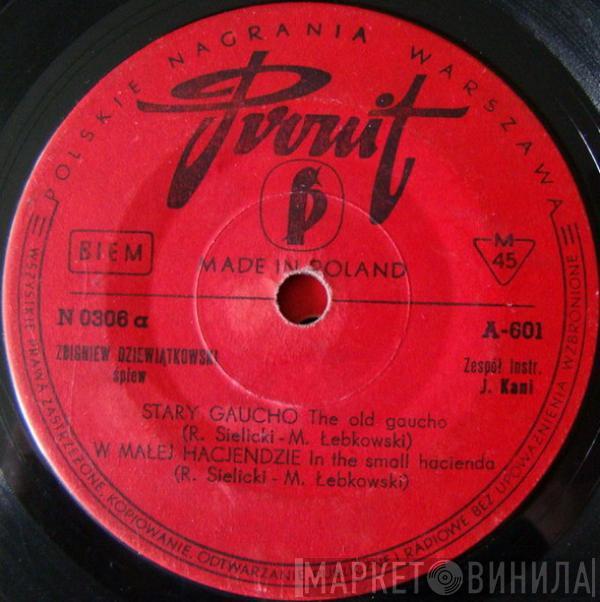 POLSKIE NAGRANIA WARSZAWA
Pronit
P
BIEM
M
45
MADE IN POLAND
N 0306 a
A-601
ZBIGNIEW DZIEWIĄTKOWSKI
śpiew
Zespół Instr.
J. Kani
STARY GAUCHO The old gaucho
(R. Sielicki - M. Łebkowski)
W MAŁEJ HACJENDZIE In the small hacienda
(R. Sielicki - M. Łebkowski)
WSZYSTKIE PRAWA ZASTRZEŻONE, KOPIOWANIE, ODTWARZANIE I RADIOWE BEZ UPOWAŻNIENIA WZBRONIONE
МАРКЕТ ВИНИЛА